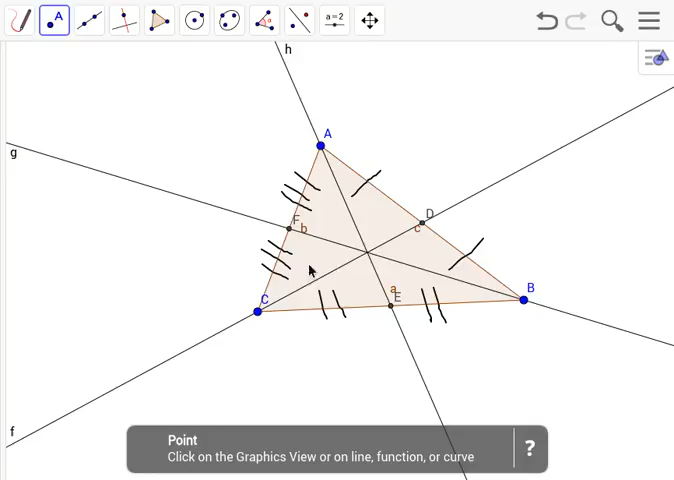 A
α
a=2
h
g
A
D
c
F
b
B
C
a
E
f
Point
Click on the Graphics View or on line, function, or curve
?